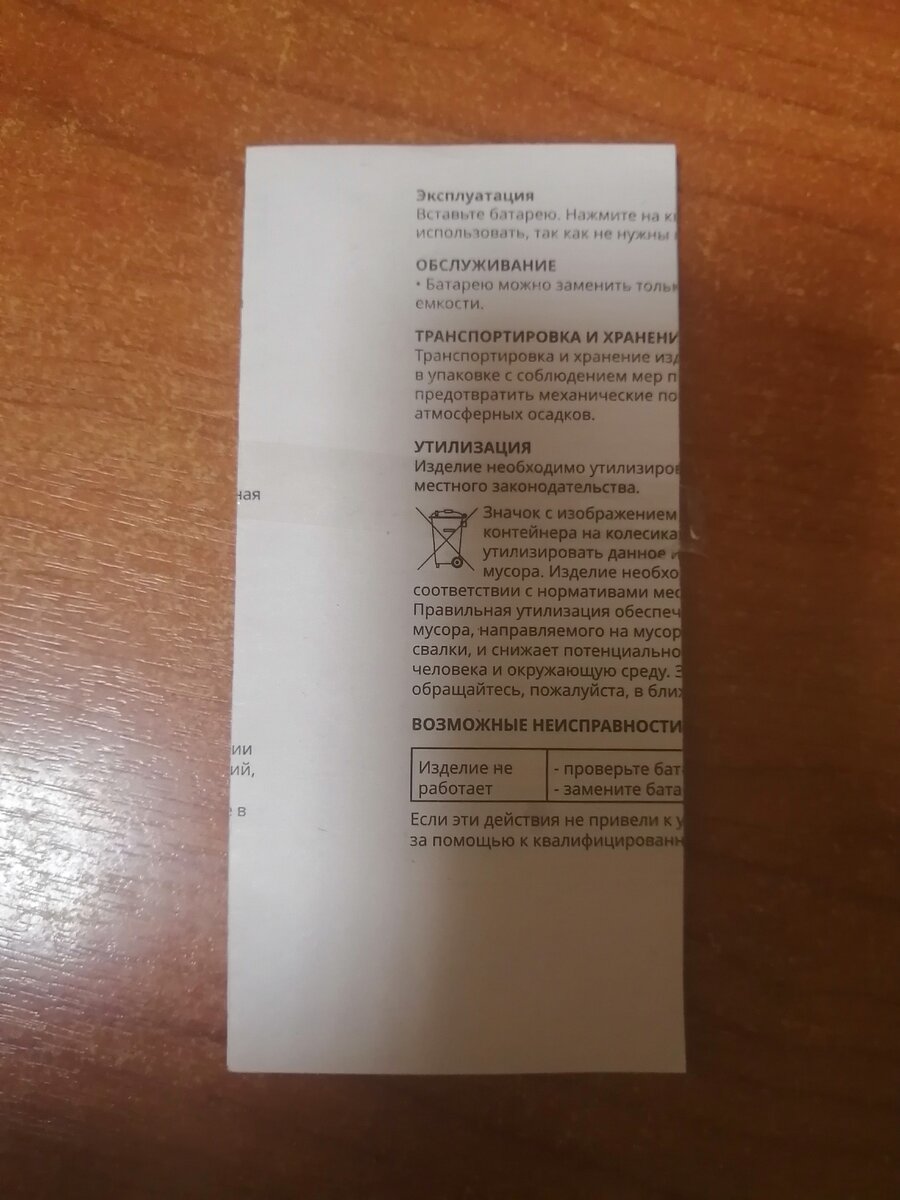 Эксплуатация
Вставьте батарею. Нажмите на
использовать, так как не нужны
ОБСЛУЖИВАНИЕ
• Батарею можно заменить
емкости.
ТРАНСПОРТИРОВКА И ХРАНЕНИ
Транспортировка и хранение
в упаковке с соблюдением мер п
предотвратить механические по
атмосферных осадков.
УТИЛИЗАЦИЯ
Изделие необходимо утилизиров
местного законодательства.
ная
Значок с изображением
контейнера на колесика
утилизировать данное и
мусора. Изделие необхо
соответствии с нормативами мес
Правильная утилизация обеспеч
мусора, направляемого на мусор
свалки, и снижает потенциально
человека и окружающую среду. З
обращайтесь, пожалуйста, в бли
ВОЗМОЖНЫЕ НЕИСПРАВНОСТИ
ии
ий,
Изделие не
работает
- проверьте бат
- замените бата
е в
Если эти действия не привели к у
за помощью к квалифицированн